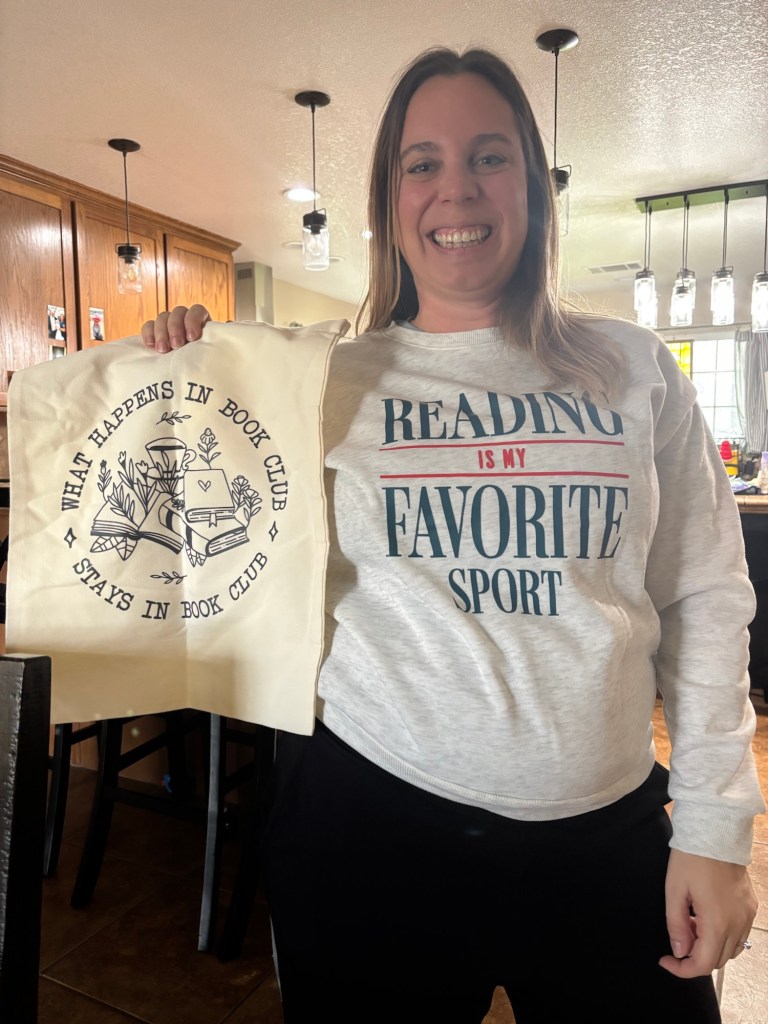 WHAT HAPPENS IN BOOK CLUB
STAYS IN BOOK CLUB
READING
IS MY
FAVORITE
SPORT